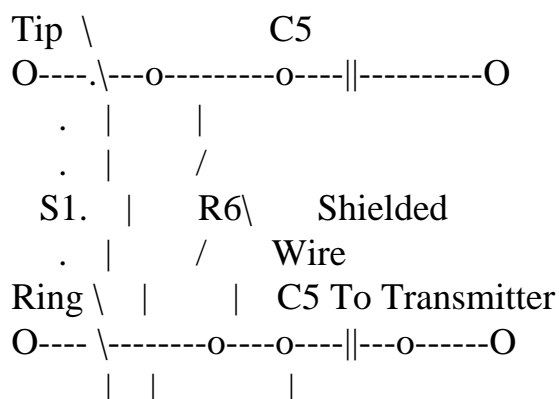 Tip \ C5
O----.\---o---------o----||----------O
. | |
. | /
S1. | R6\ Shielded
. | / Wire
Ring \ | | C5 To Transmitter
O---- \--------o---o----||---o------O
| | |